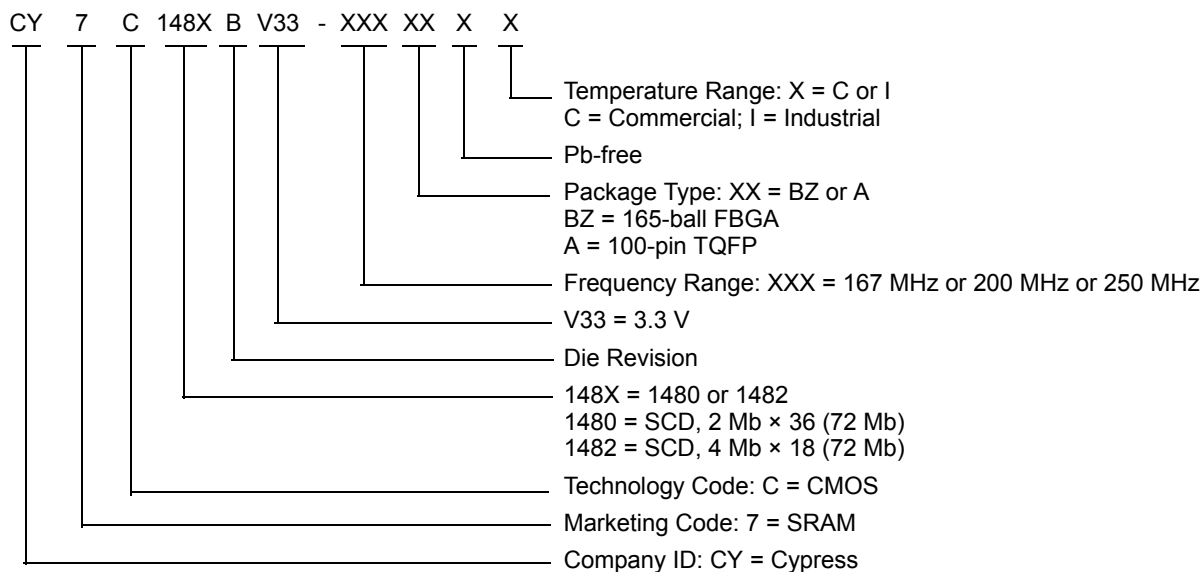 CY 7 C 148X B V33 - XXX XX X X
Temperature Range: X = C or I
C = Commercial; I = Industrial
Pb-free
Package Type: XX = BZ or A
BZ = 165-ball FBGA
A = 100-pin TQFP
Frequency Range: XXX = 167 MHz or 200 MHz or 250 MHz
V33 = 3.3 V
Die Revision
148X = 1480 or 1482
1480 = SCD, 2 Mb × 36 (72 Mb)
1482 = SCD, 4 Mb × 18 (72 Mb)
Technology Code: C = CMOS
Marketing Code: 7 = SRAM
Company ID: CY = Cypress